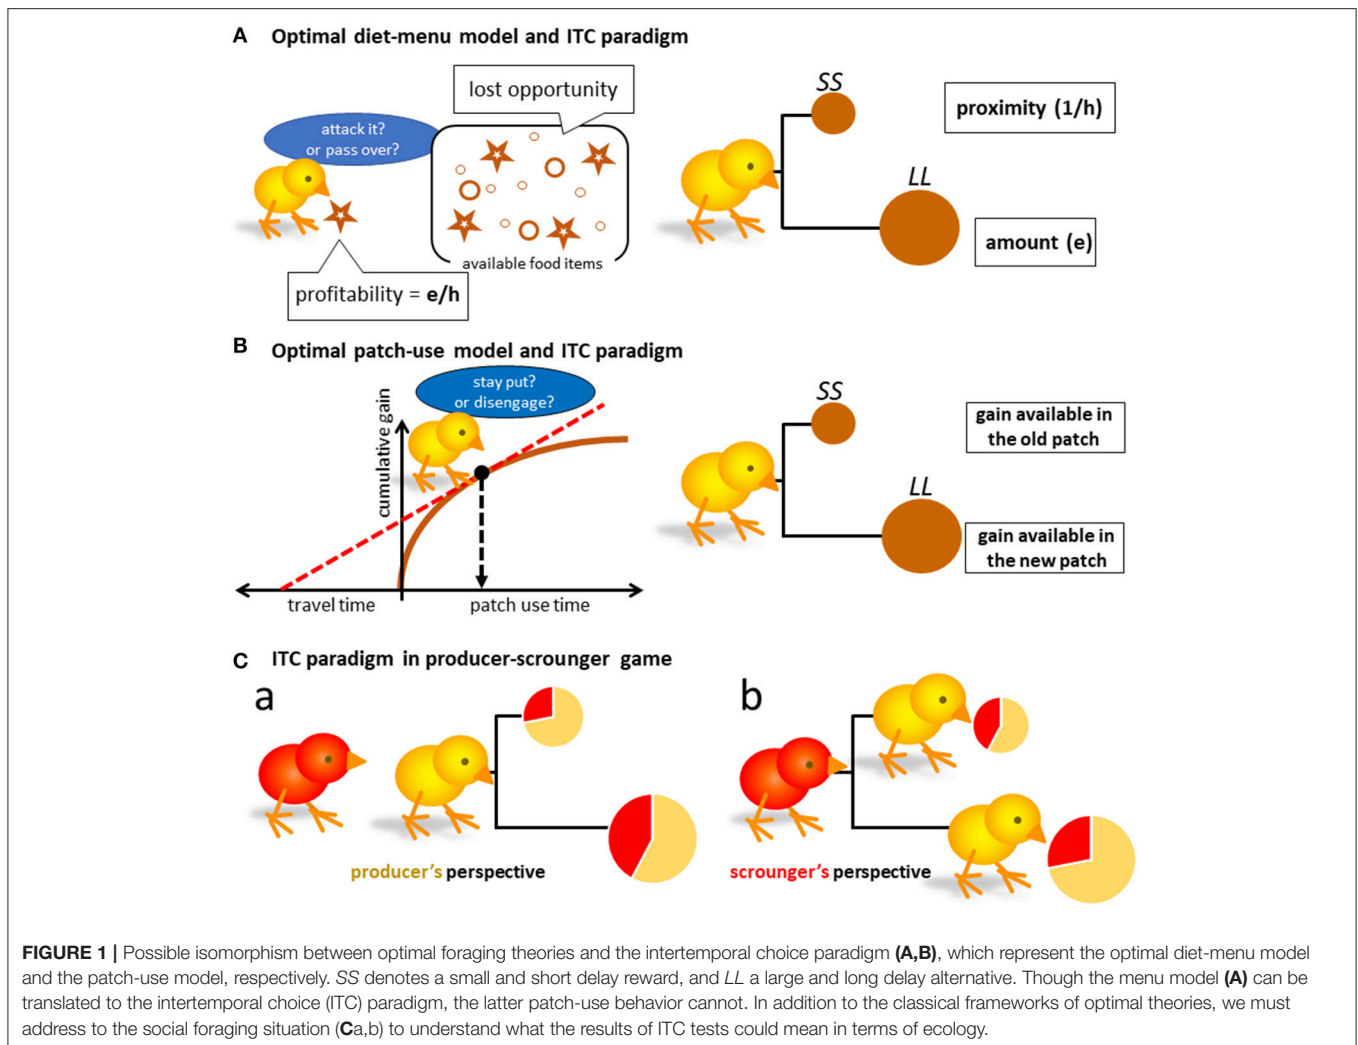 A Optimal diet-menu model and ITC paradigm
lost opportunity
attack it?
or pass over?
available food items
profitability = e/h
SS
proximity (1/h)
LL
amount (e)
B Optimal patch-use model and ITC paradigm
stay put?
or disengage?
cumulative gain
travel time
patch use time
SS
gain available in
the old patch
LL
gain available in
the new patch
C ITC paradigm in producer-scrounger game
a
producer's perspective
b
scrounger's perspective
FIGURE 1 | Possible isomorphism between optimal foraging theories and the intertemporal choice paradigm (A,B), which represent the optimal diet-menu model
and the patch-use model, respectively. SS denotes a small and short delay reward, and LL a large and long delay alternative. Though the menu model (A) can be
translated to the intertemporal choice (ITC) paradigm, the latter patch-use behavior cannot. In addition to the classical frameworks of optimal theories, we must
address to the social foraging situation (Ca,b) to understand what the results of ITC tests could mean in terms of ecology.